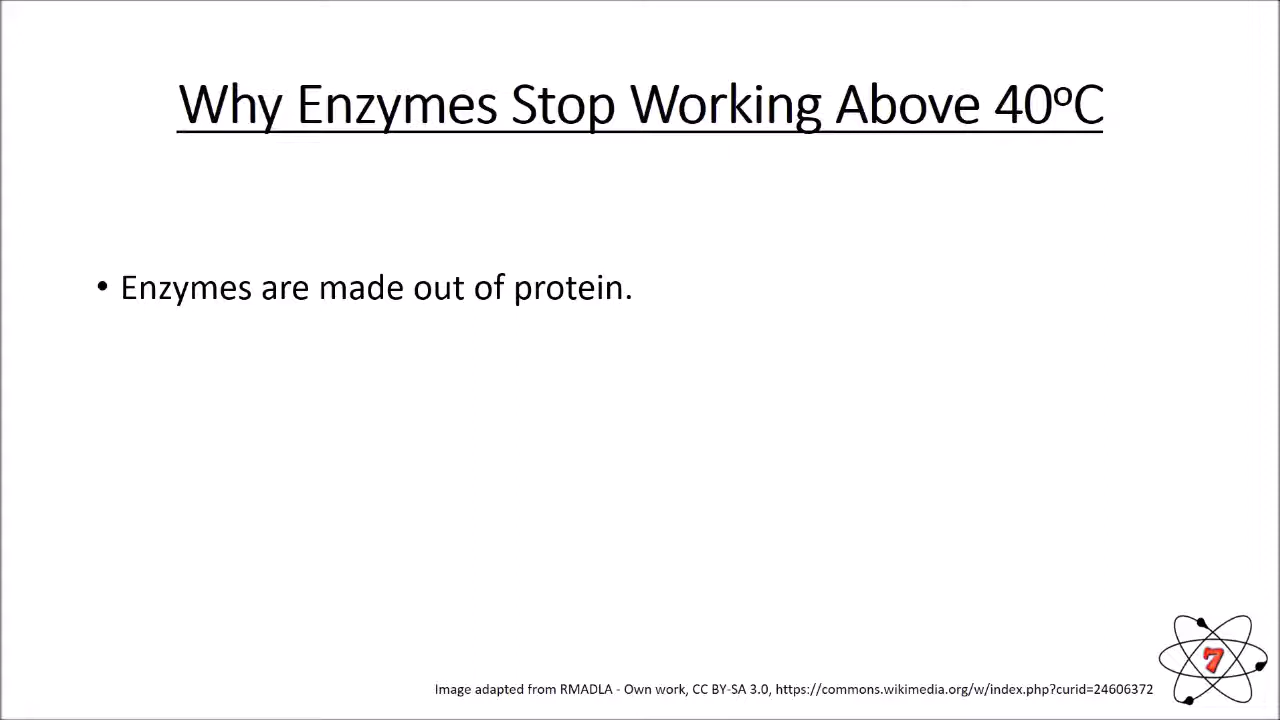 Why Enzymes Stop Working Above 40ºC
• Enzymes are made out of protein.
7
Image adapted from RMADLA - Own work, CC BY-SA 3.0, https://commons.wikimedia.org/w/index.php?curid=24606372